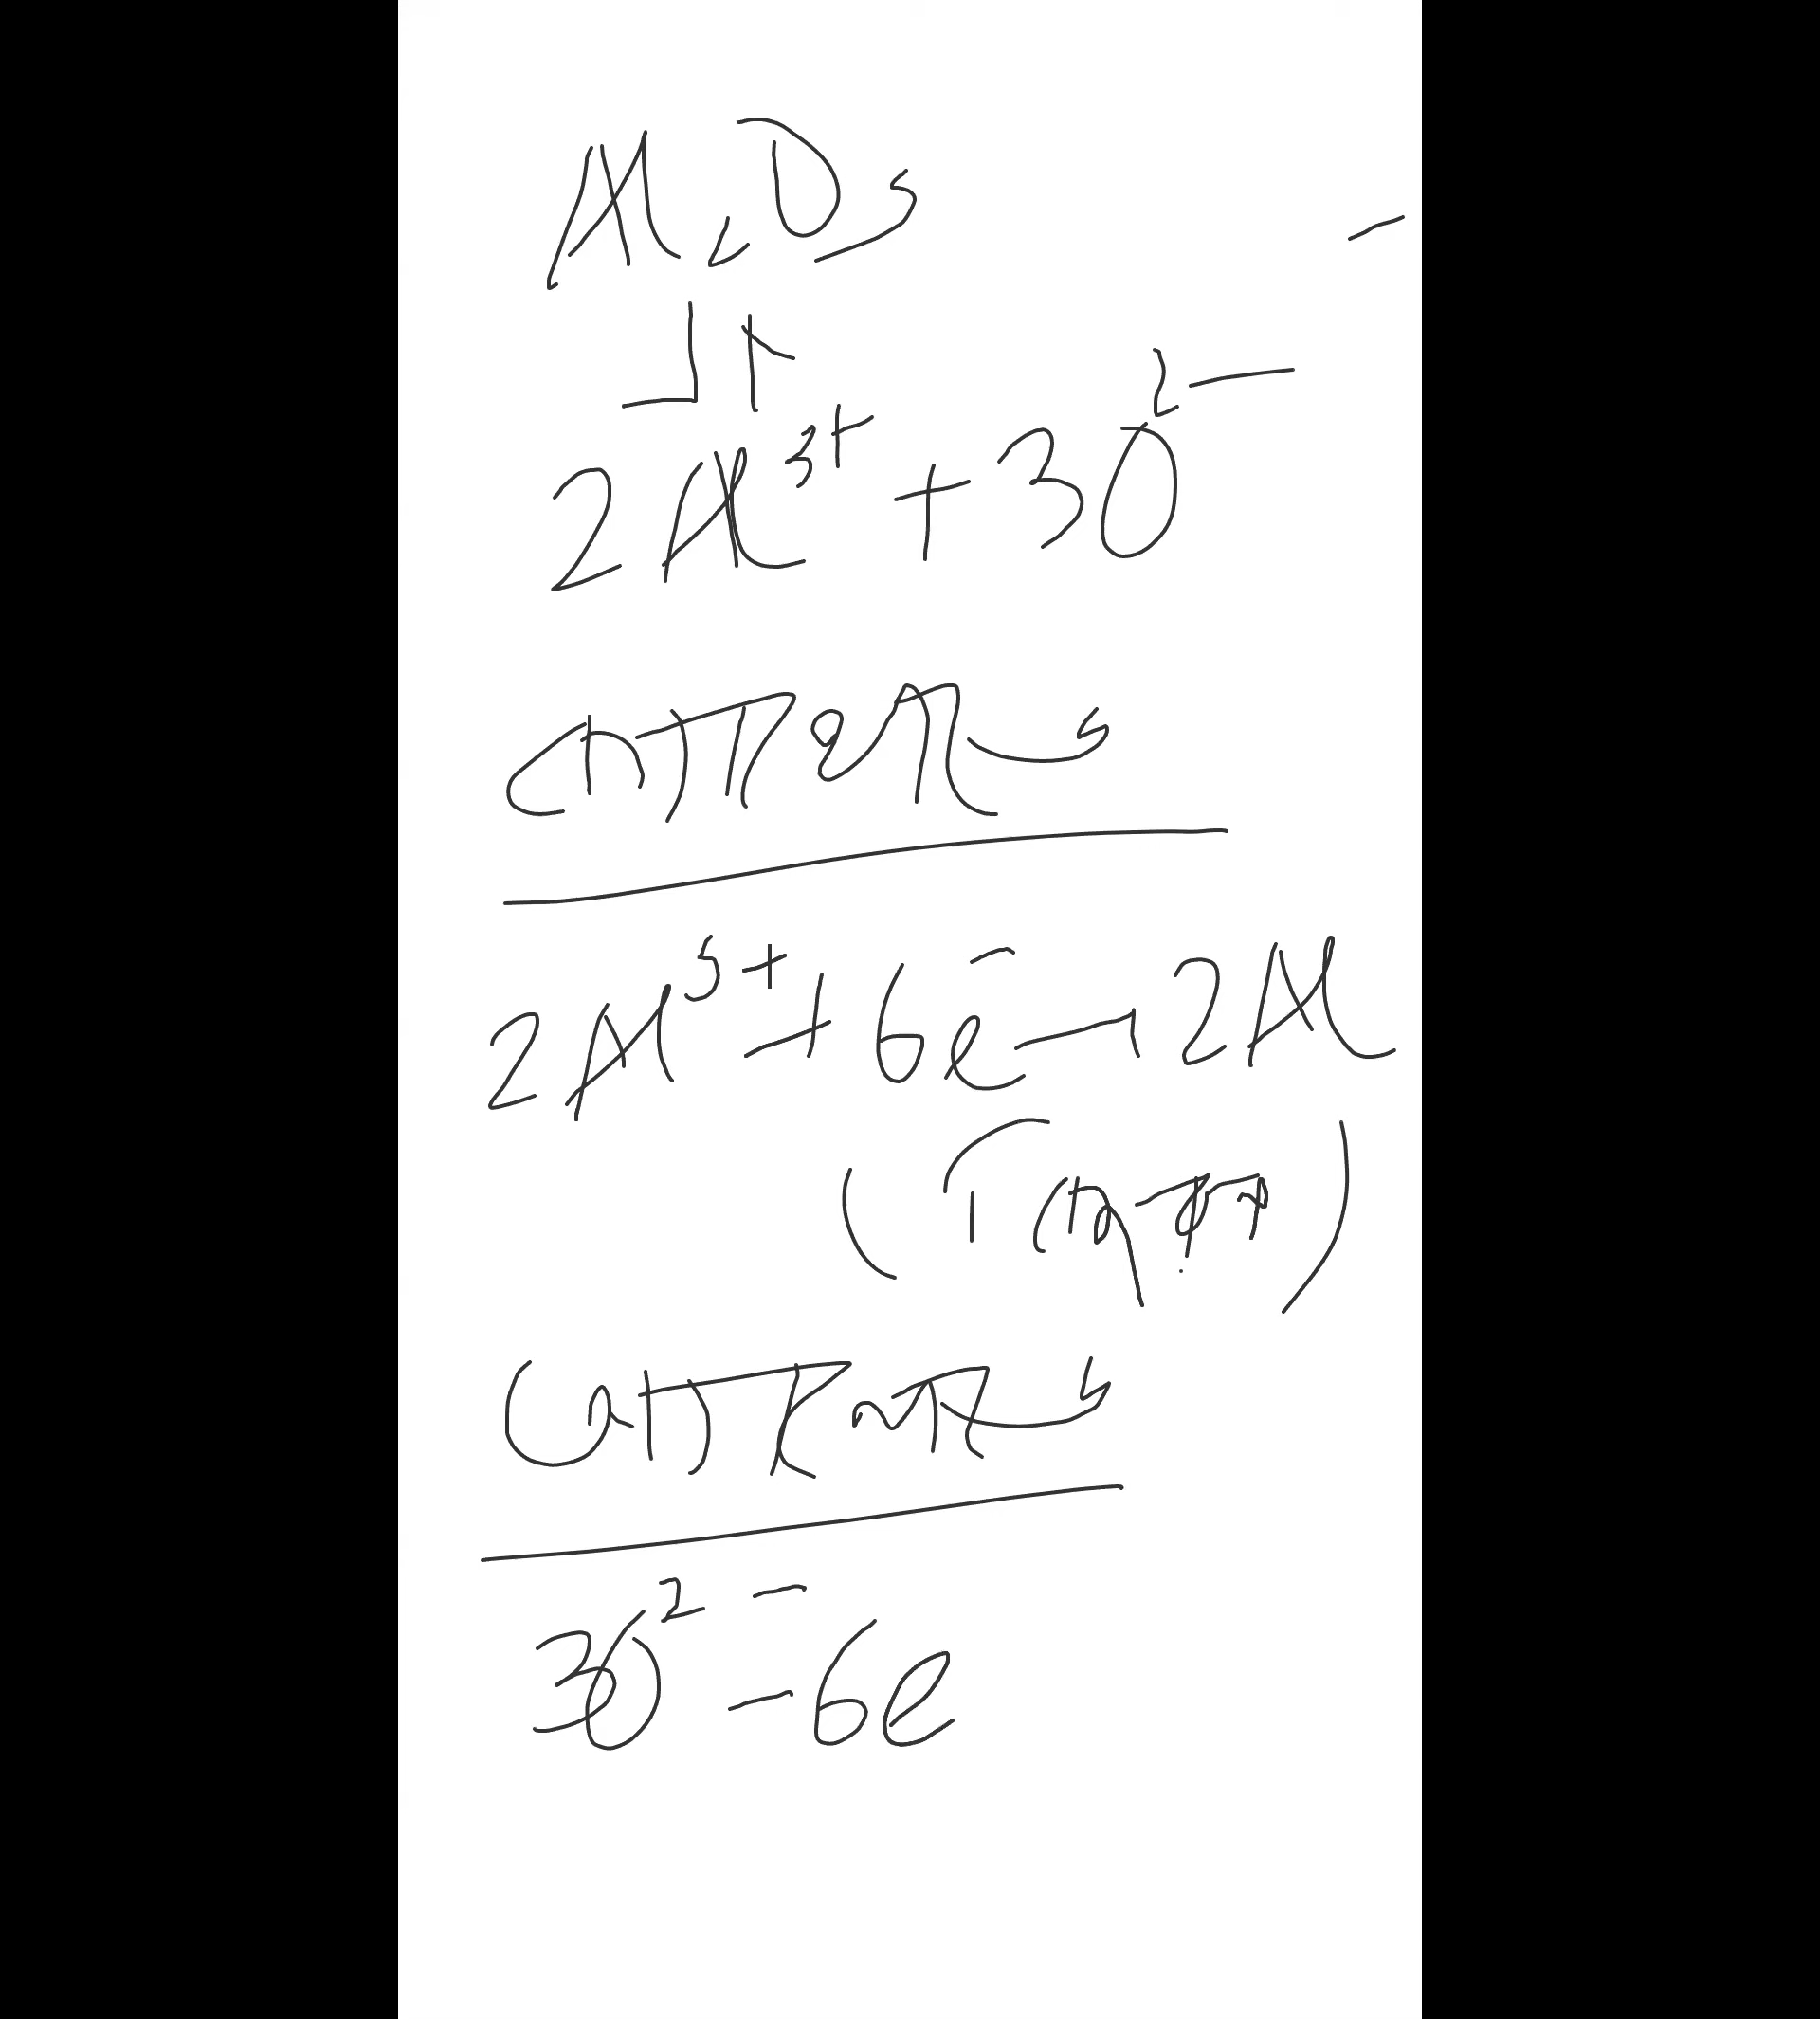 Al₂O₃
⇌
2Al³⁺ + 3O²⁻
ক্যাথোডে
2Al³⁺ + 6e⁻ → 2Al
অ্যানোডে
3O²⁻ - 6e